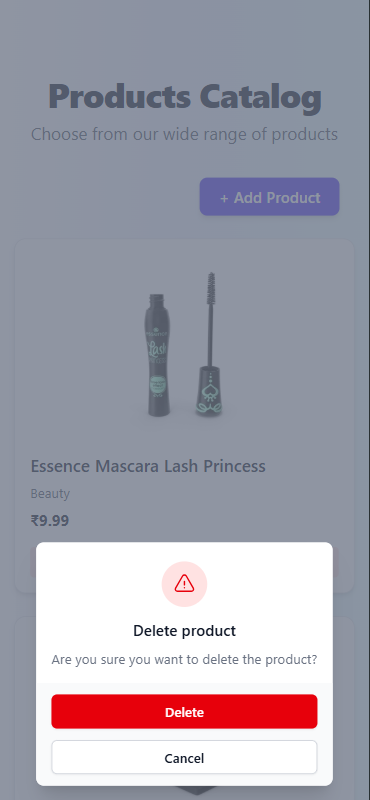 Products Catalog
Choose from our wide range of products
+ Add Product
Lash
Essence Mascara Lash Princess
Beauty
₹9.99
Delete product
Are you sure you want to delete the product?
Delete
Cancel